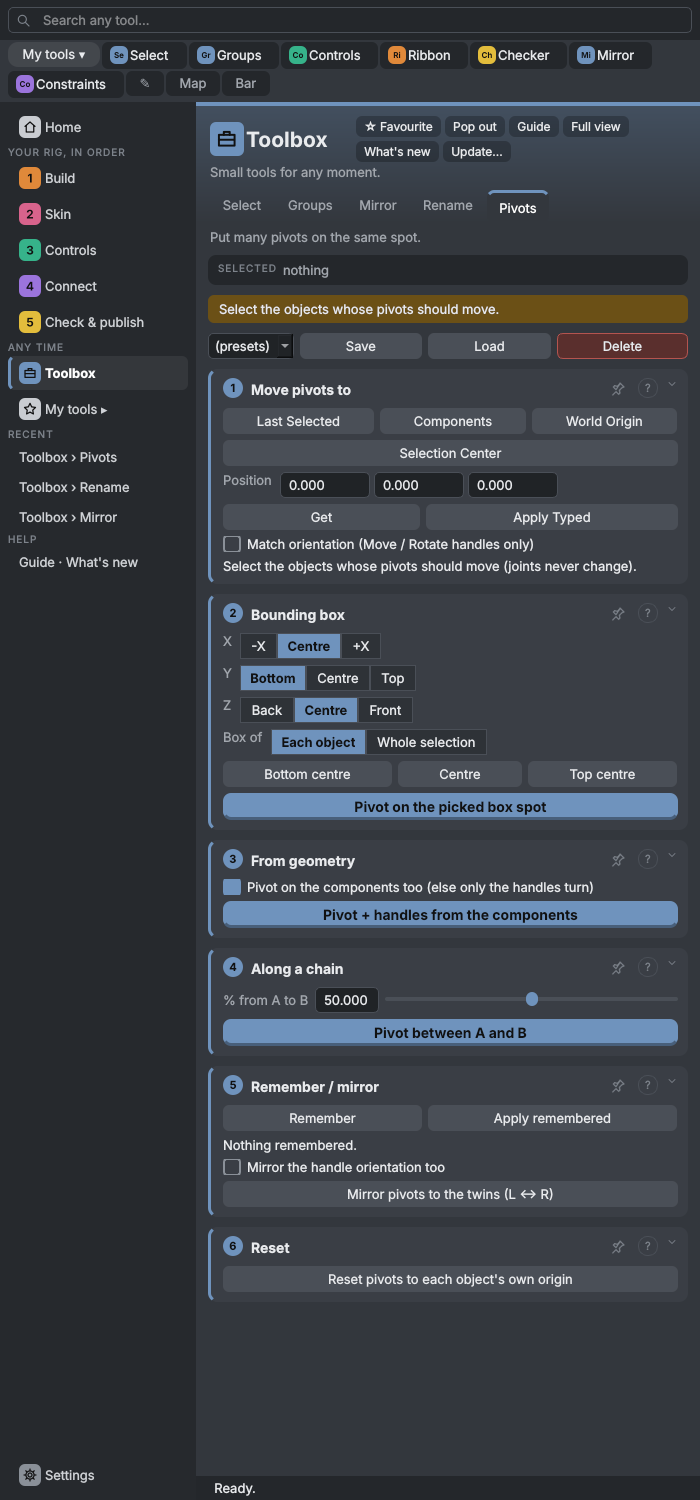 Search any tool...
My tools ▾ Se Select Gr Groups Co Controls Ri Ribbon Ch Checker Mi Mirror
Co Constraints ✎ Map Bar
Home
YOUR RIG, IN ORDER
1 Build
2 Skin
3 Controls
4 Connect
5 Check & publish
ANY TIME
Toolbox
My tools ▸
RECENT
Toolbox › Pivots
Toolbox › Rename
Toolbox › Mirror
HELP
Guide · What's new
Settings
Toolbox
☆ Favourite Pop out Guide Full view
What's new Update...
Small tools for any moment.
Select Groups Mirror Rename Pivots
Put many pivots on the same spot.
SELECTED nothing
Select the objects whose pivots should move.
(presets) Save Load Delete
1 Move pivots to ?
Last Selected Components World Origin
Selection Center
Position 0.000 0.000 0.000
Get Apply Typed
Match orientation (Move / Rotate handles only)
Select the objects whose pivots should move (joints never change).
2 Bounding box ?
X -X Centre +X
Y Bottom Centre Top
Z Back Centre Front
Box of Each object Whole selection
Bottom centre Centre Top centre
Pivot on the picked box spot
3 From geometry ?
Pivot on the components too (else only the handles turn)
Pivot + handles from the components
4 Along a chain ?
% from A to B 50.000
Pivot between A and B
5 Remember / mirror ?
Remember Apply remembered
Nothing remembered.
Mirror the handle orientation too
Mirror pivots to the twins (L ↔ R)
6 Reset ?
Reset pivots to each object's own origin
Ready.